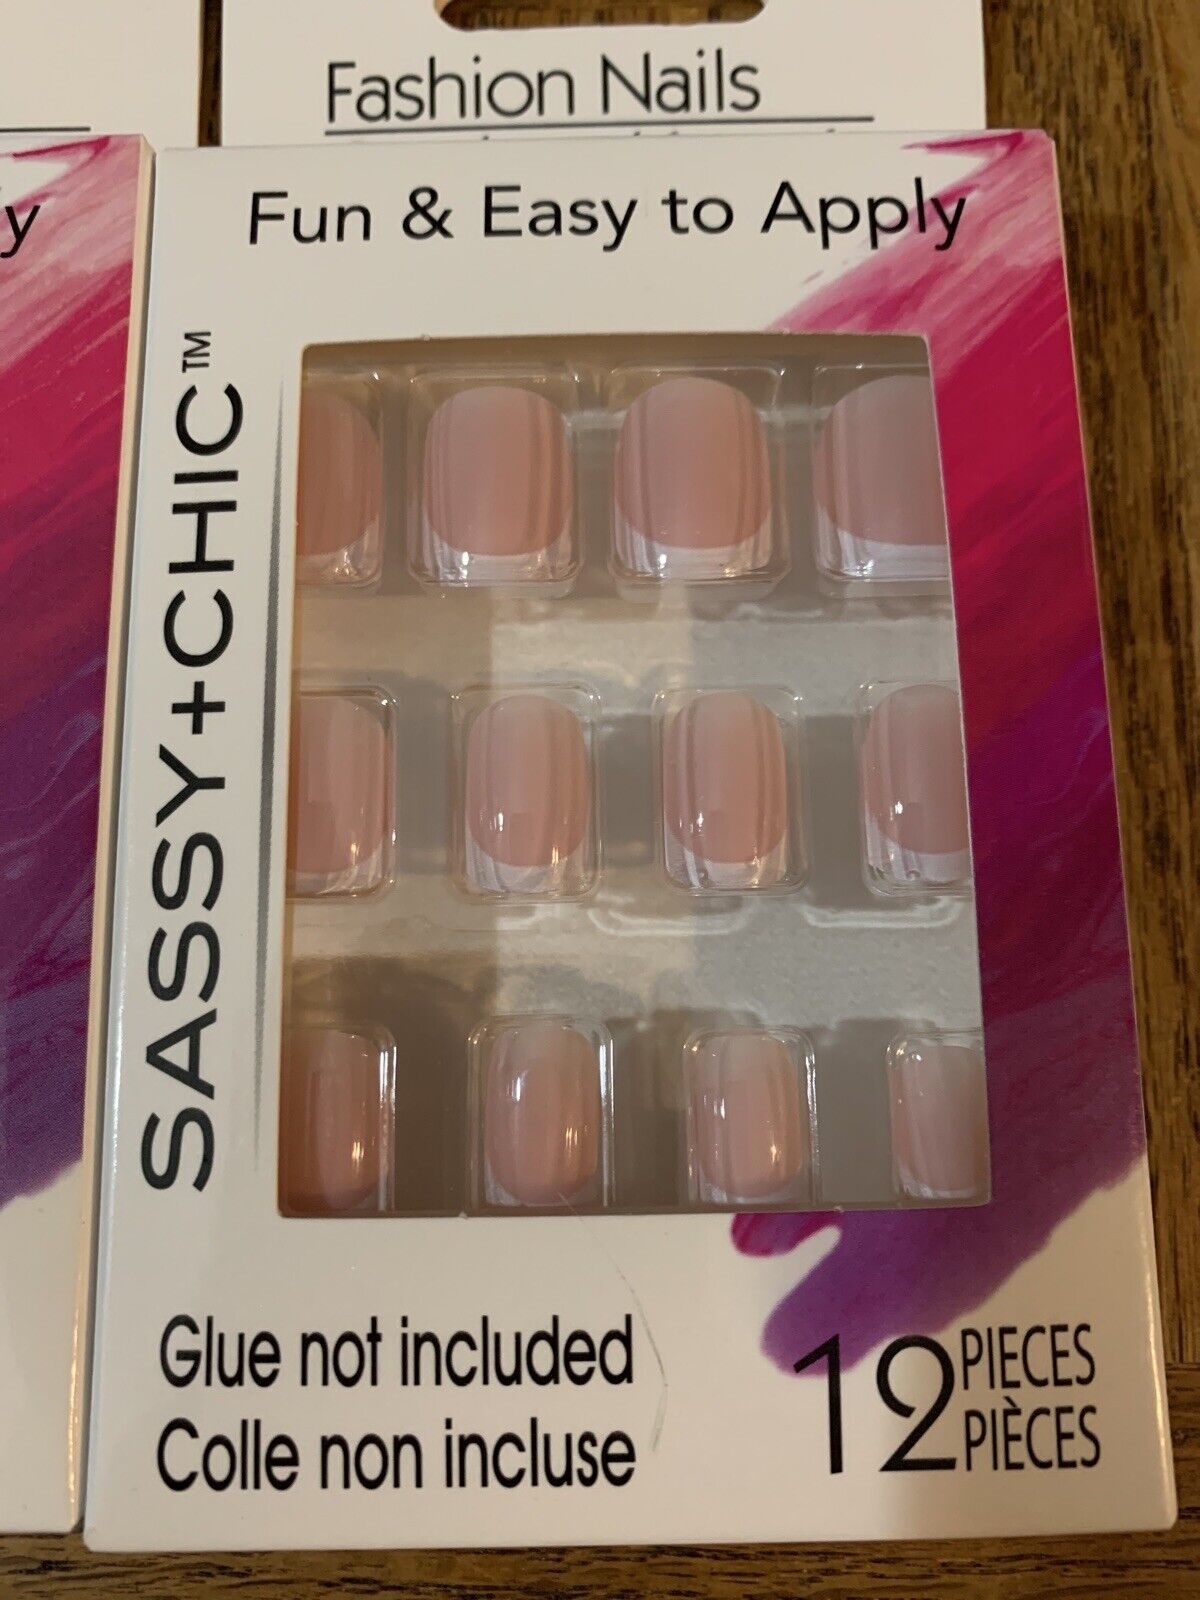 Fashion Nails
y
Fun & Easy to Apply
SASSY+CHIC™
Glue not included
Colle non incluse
12 PIECES
PIÈCES